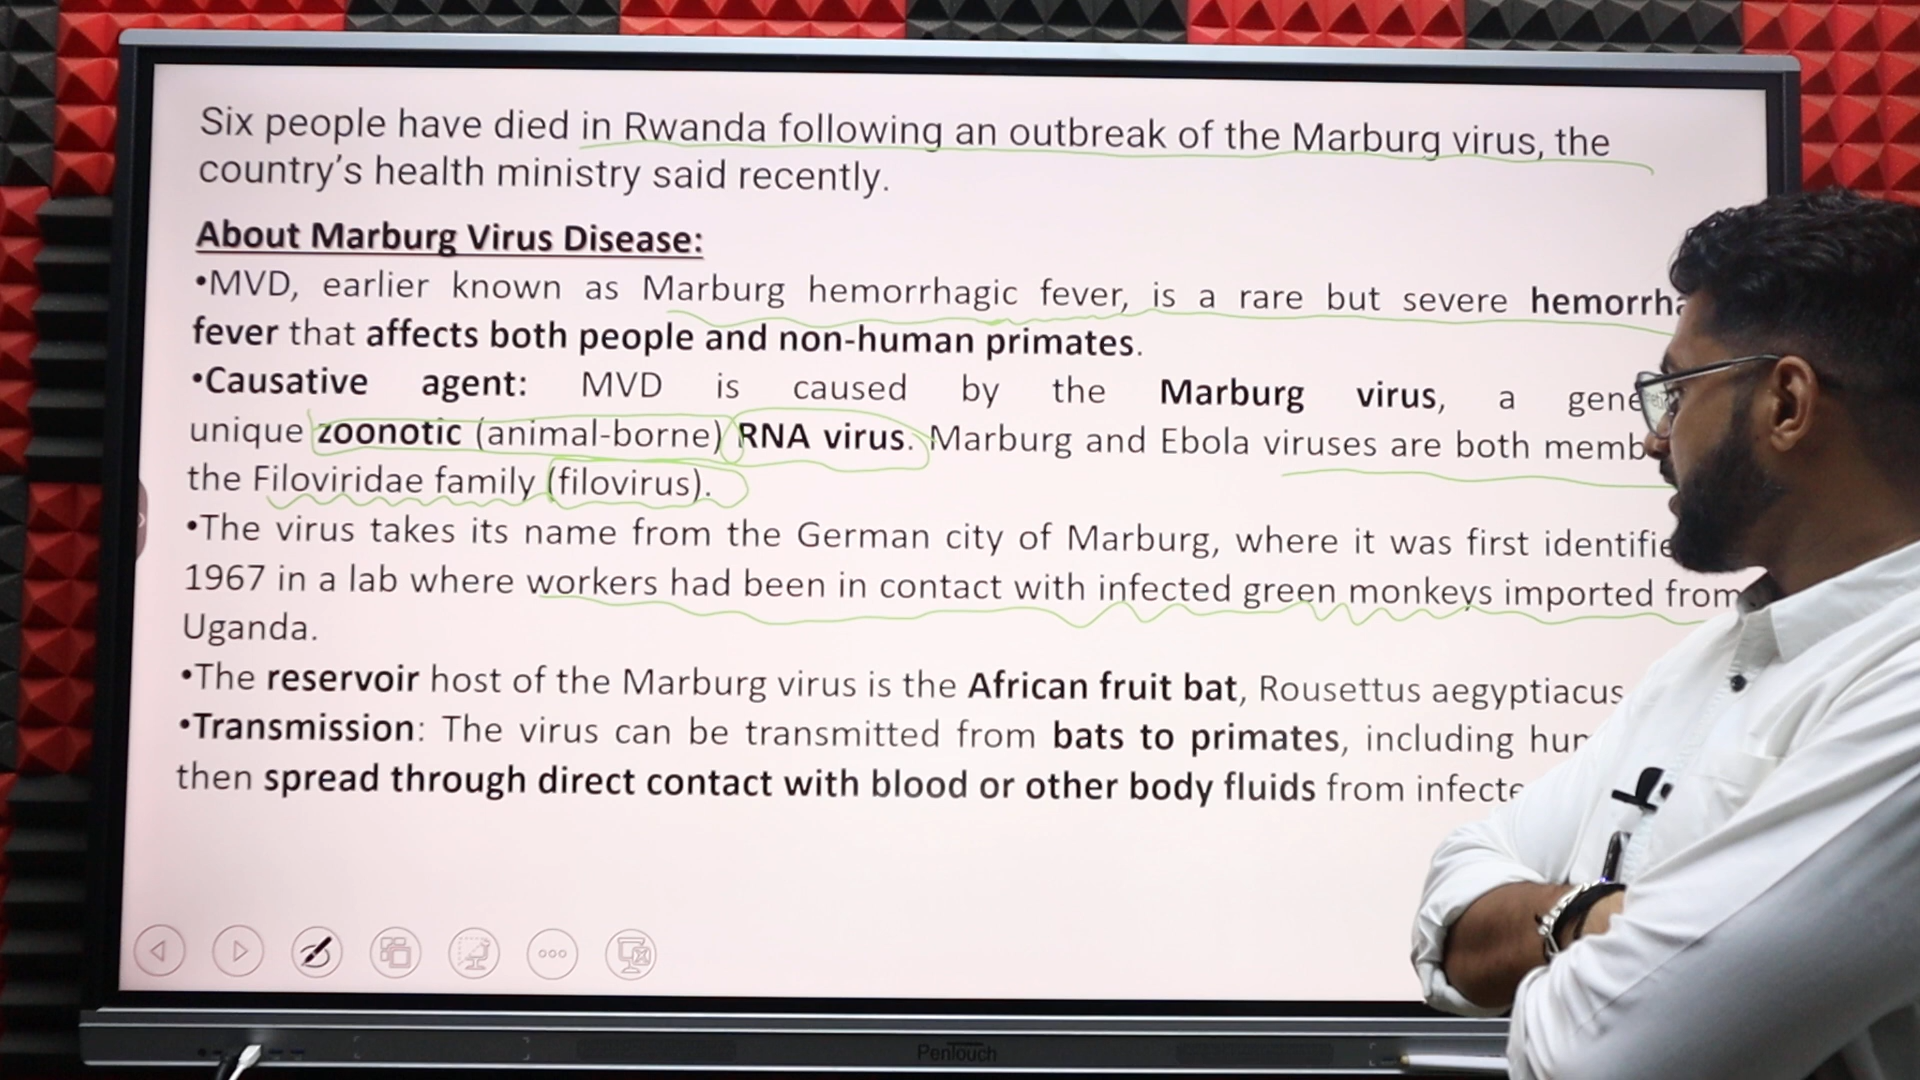 Six people have died in Rwanda following an outbreak of the Marburg virus, the
country's health ministry said recently.
About Marburg Virus Disease:
•MVD, earlier known as Marburg hemorrhagic fever, is a rare but severe
fever that affects both people and non-human primates.
•Causative agent: MVD is caused by the Marburg virus, a
unique zoonotic (animal-borne) RNA virus. Marburg and Ebola viruses are both
the Filoviridae family (filovirus).
•The virus takes its name from the German city of Marburg, where it was first
1967 in a lab where workers had been in contact with infected green monkeys imported from
Uganda.
•The reservoir host of the Marburg virus is the African fruit bat, Rousettus aegyptiacus
•Transmission: The virus can be transmitted from bats to primates, including
then spread through direct contact with blood or other body fluids from
PenTouch